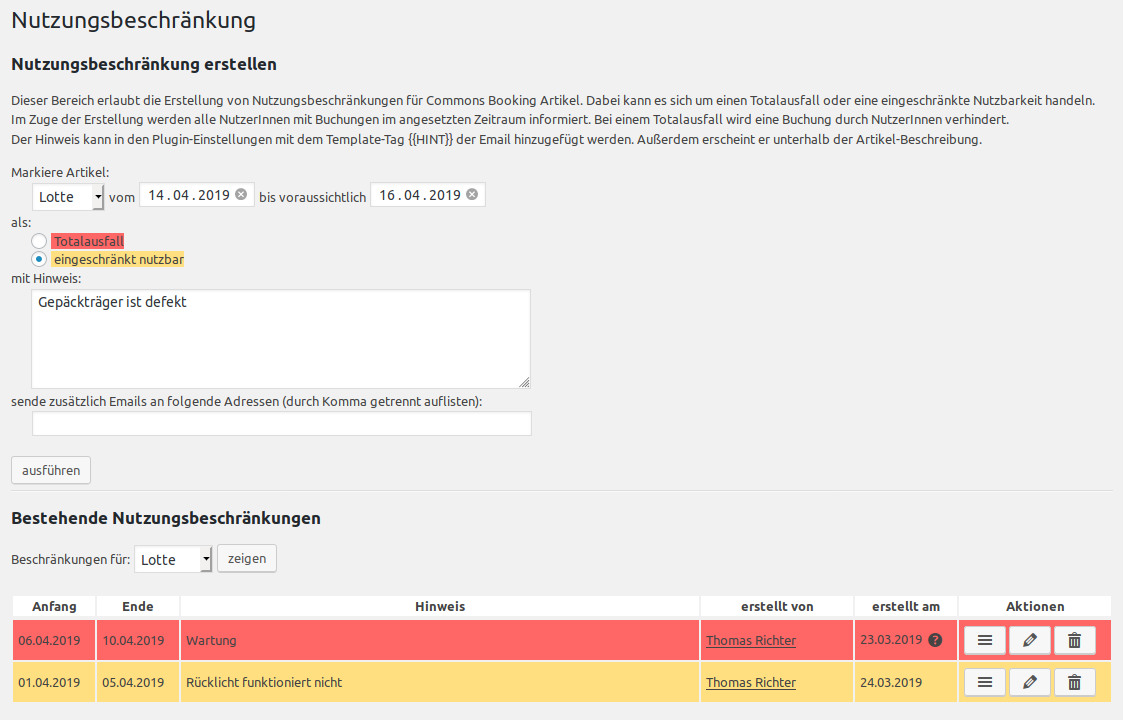 Nutzungsbeschränkung
Nutzungsbeschränkung erstellen
Dieser Bereich erlaubt die Erstellung von Nutzungsbeschränkungen für Commons Booking Artikel. Dabei kann es sich um einen Totalausfall oder eine eingeschränkte Nutzbarkeit handeln.
Im Zuge der Erstellung werden alle NutzerInnen mit Buchungen im angesetzten Zeitraum informiert. Bei einem Totalausfall wird eine Buchung durch NutzerInnen verhindert.
Der Hinweis kann in den Plugin-Einstellungen mit dem Template-Tag {{HINT}} der Email hinzugefügt werden. Außerdem erscheint er unterhalb der Artikel-Beschreibung.
Markiere Artikel:
Lotte vom 14.04.2019 bis voraussichtlich 16.04.2019
als:
Totalausfall
eingeschränkt nutzbar
mit Hinweis:
Gepäckträger ist defekt
sende zusätzlich Emails an folgende Adressen (durch Komma getrennt auflisten):
ausführen
Bestehende Nutzungsbeschränkungen
Beschränkungen für: Lotte zeigen
Anfang Ende Hinweis erstellt von erstellt am Aktionen
06.04.2019 10.04.2019 Wartung Thomas Richter 23.03.2019 ?
01.04.2019 05.04.2019 Rücklicht funktioniert nicht Thomas Richter 24.03.2019